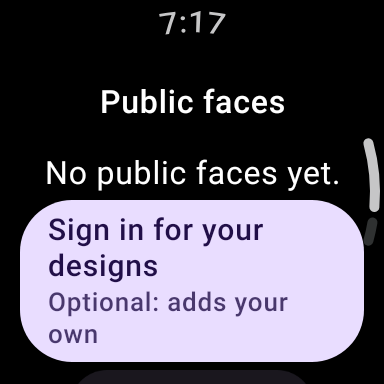 7:17
Public faces
No public faces yet.
Sign in for your
designs
Optional: adds your
own